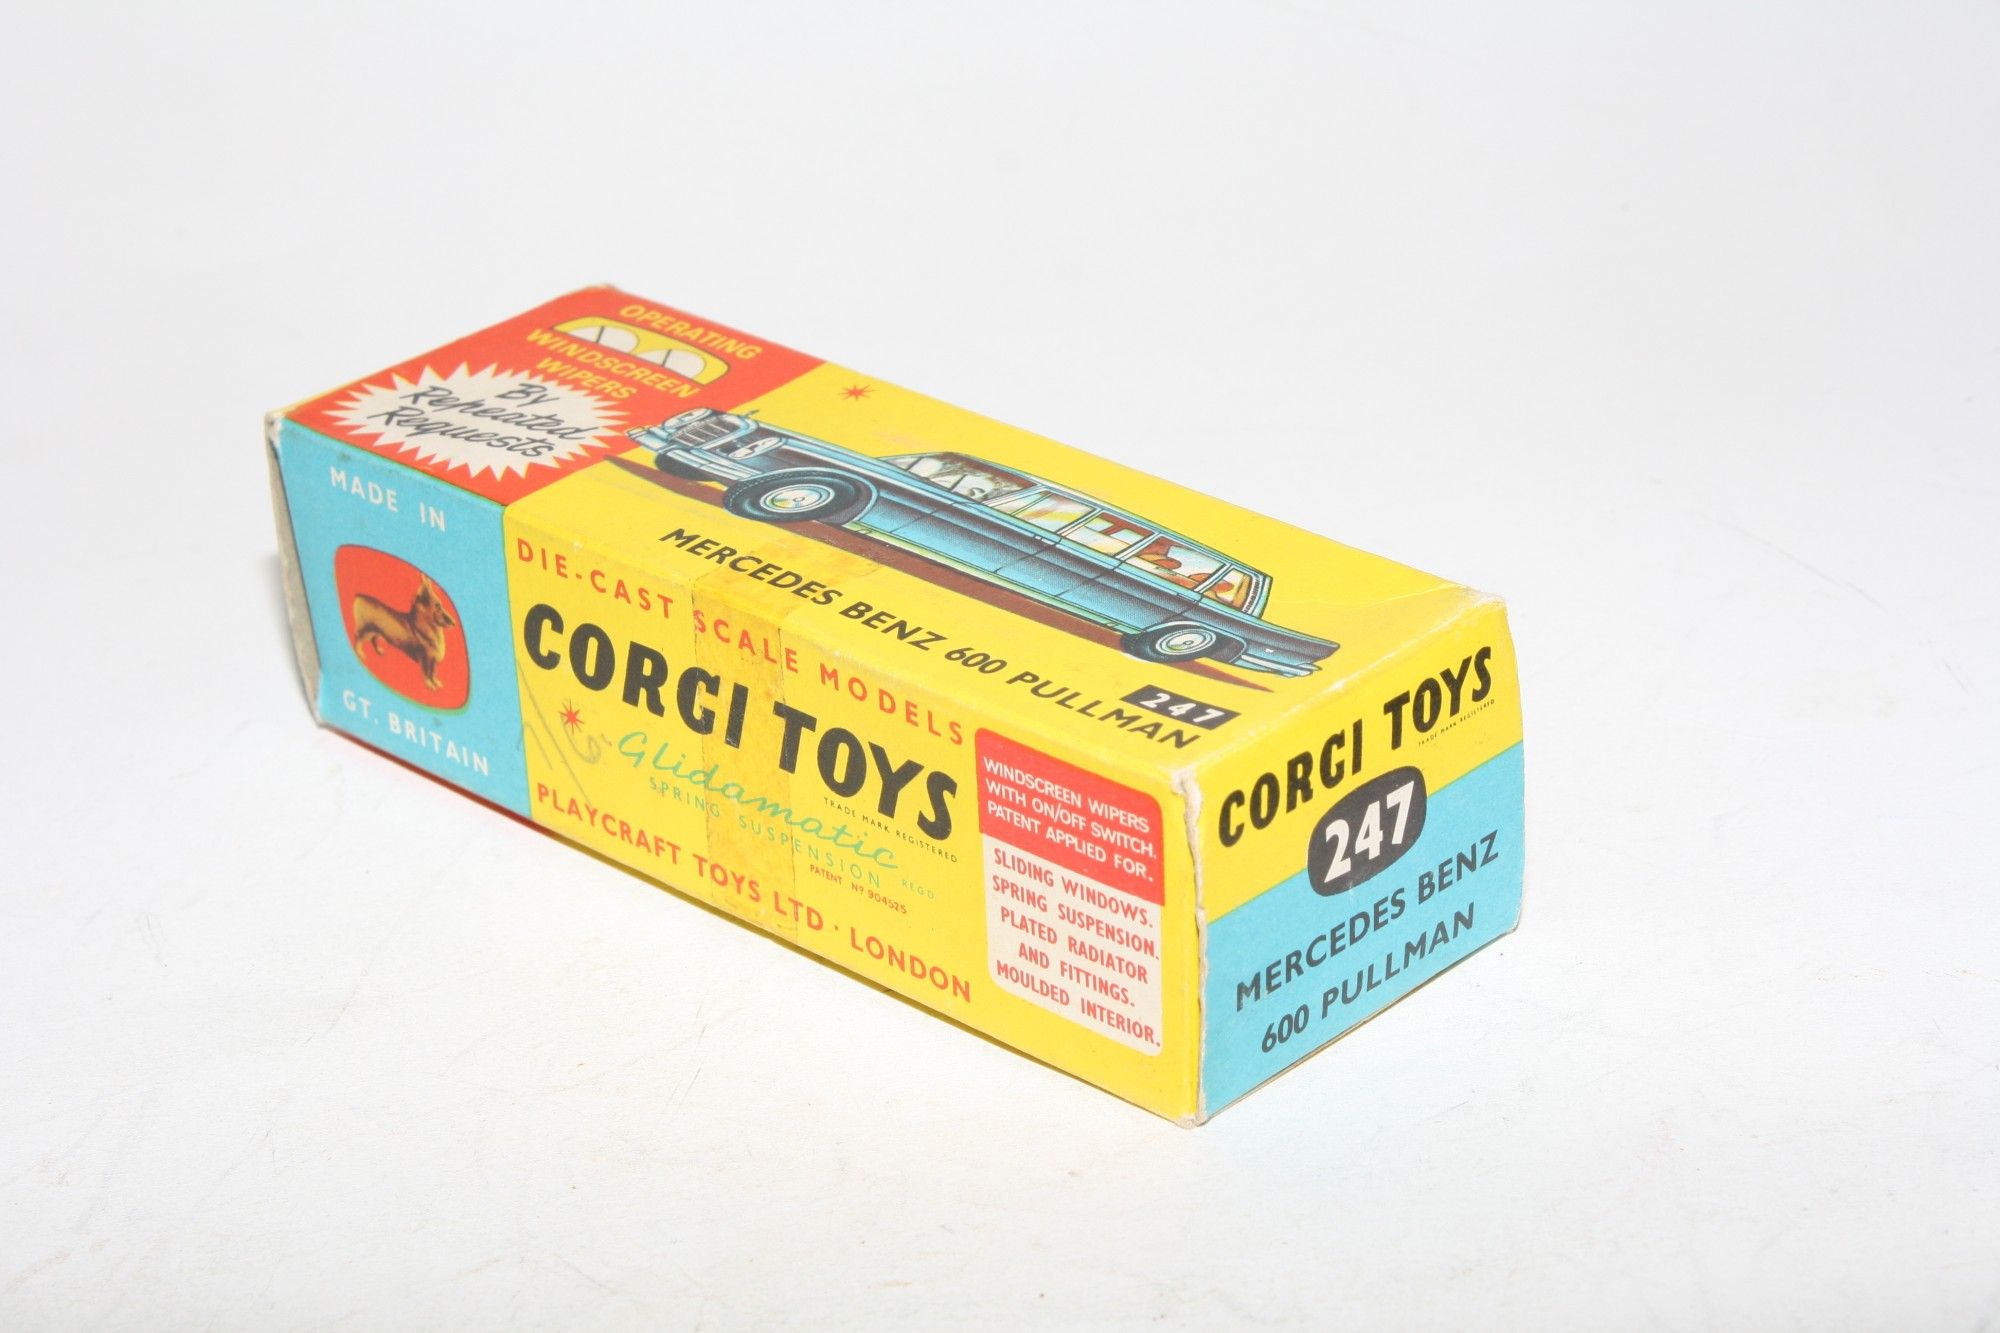 OPERATING
WINDSCREEN
WIPERS
By
Repeated
Requests
MERCEDES BENZ 600 PULLMAN
247
MADE IN
GT. BRITAIN
DIE-CAST SCALE MODELS
CORGI TOYS
TRADE MARK REGISTERED
Glidamatic
SPRING SUSPENSION REGD
PATENT Nº 904525
PLAYCRAFT TOYS LTD · LONDON
WINDSCREEN WIPERS
WITH ON/OFF SWITCH.
PATENT APPLIED FOR.
SLIDING WINDOWS.
SPRING SUSPENSION.
PLATED RADIATOR
AND FITTINGS.
MOULDED INTERIOR.
CORGI TOYS
TRADE MARK REGISTERED
247
MERCEDES BENZ
600 PULLMAN